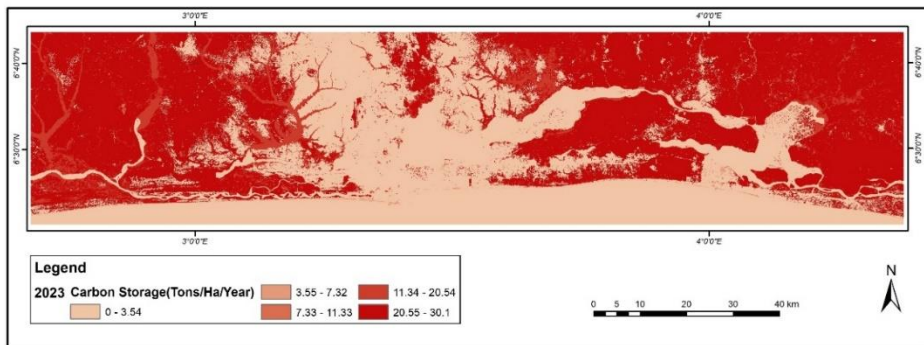 3°0'0"E 4°0'0"E
6°40'0"N 6°40'0"N
6°30'0"N 6°30'0"N
3°0'0"E 4°0'0"E
Legend
2023 Carbon Storage(Tons/Ha/Year)
0 - 3.54
3.55 - 7.32
7.33 - 11.33
11.34 - 20.54
20.55 - 30.1
N
0 5 10 20 30 40 km